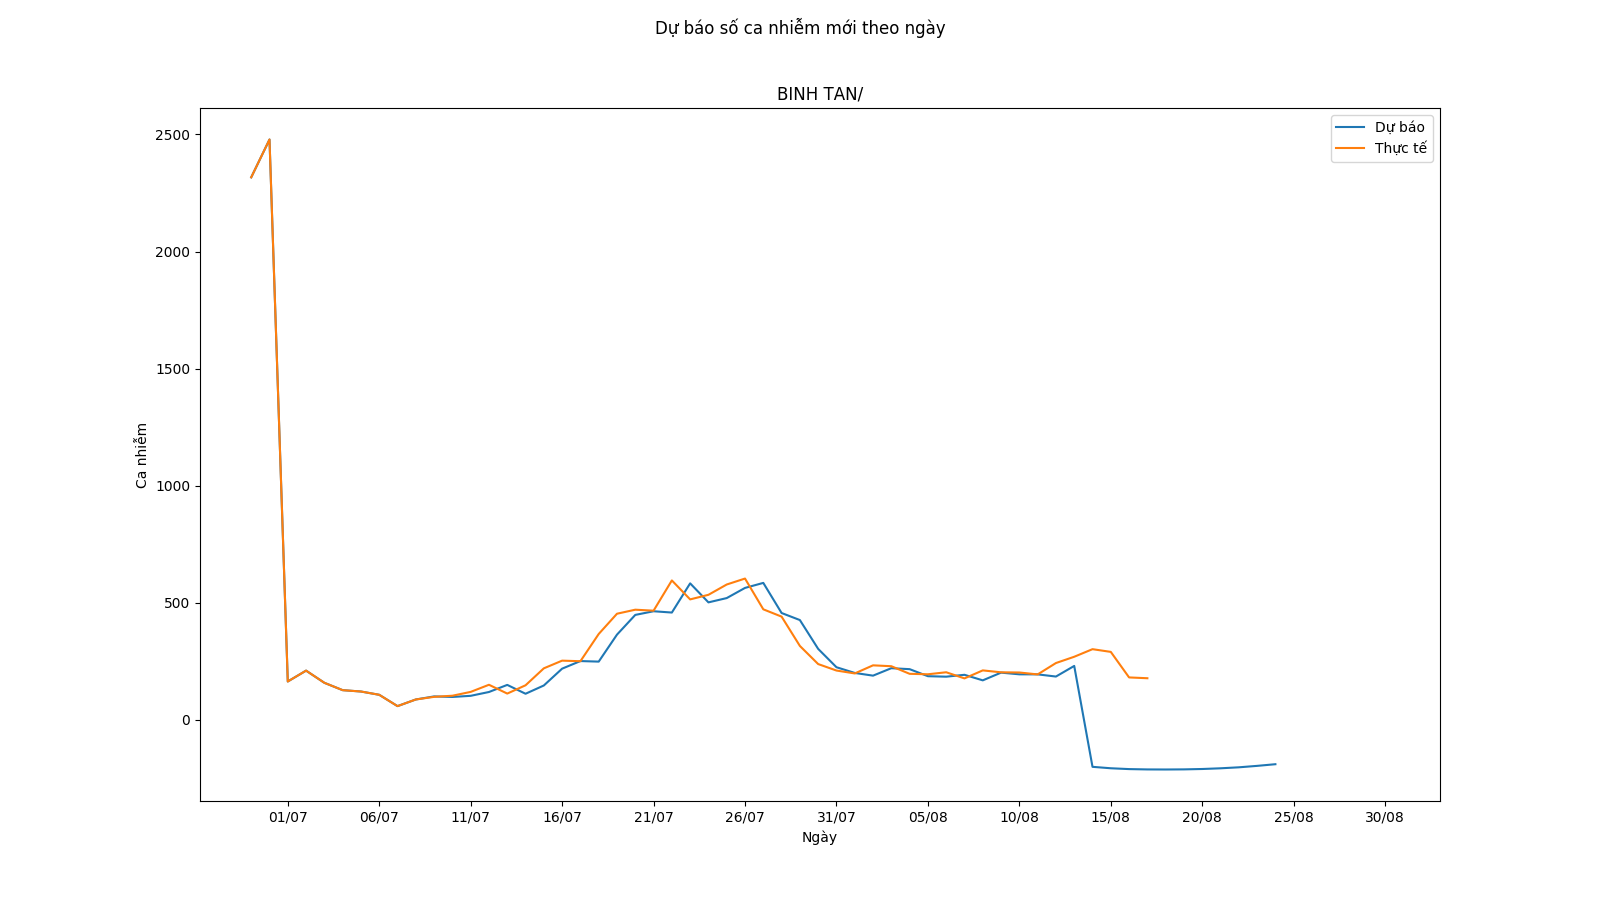 Dự báo số ca nhiễm mới theo ngày
BINH TAN/
Dự báo
Thực tế
2500
2000
1500
1000
500
0
Ca nhiễm
01/07 06/07 11/07 16/07 21/07 26/07 31/07 05/08 10/08 15/08 20/08 25/08 30/08
Ngày